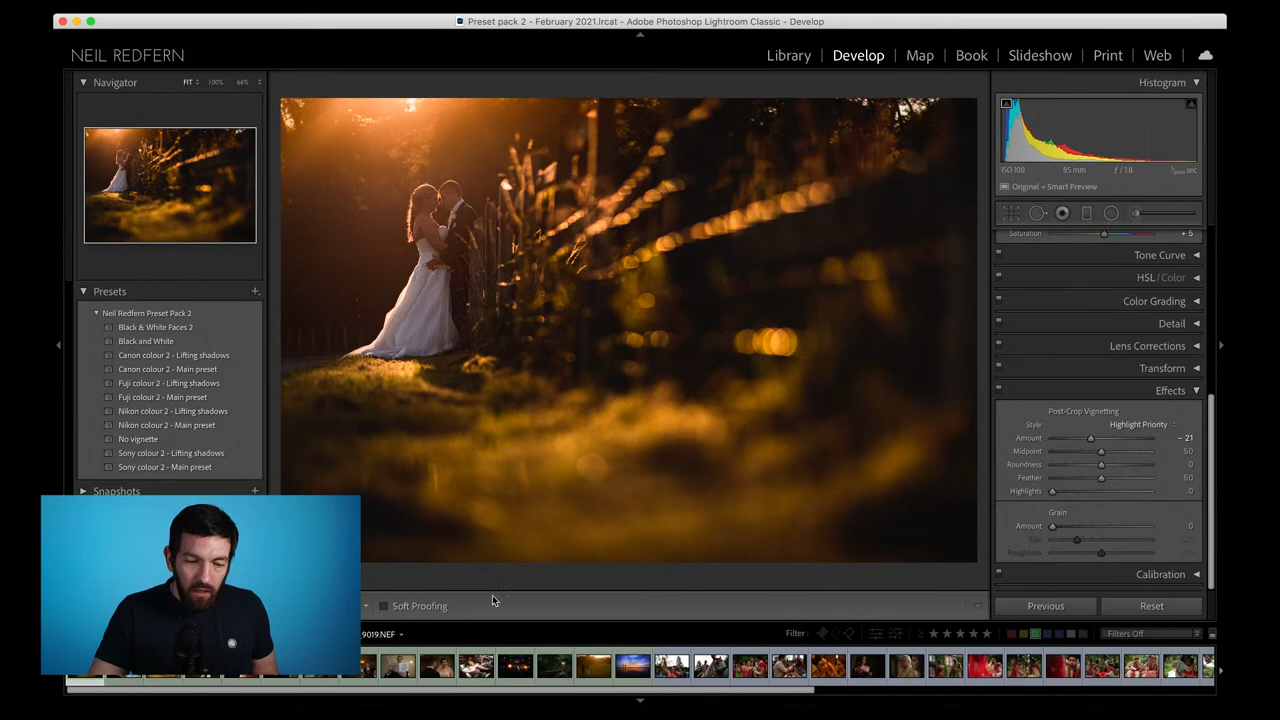 Preset pack 2 - February 2021.lrcat - Adobe Photoshop Lightroom Classic - Develop
NEIL REDFERN
Library | Develop | Map | Book | Slideshow | Print | Web
Navigator
FIT 100% 66%
Presets
Neil Redfern Preset Pack 2
Black & White Faces 2
Black and White
Canon colour 2 - Lifting shadows
Canon colour 2 - Main preset
Fuji colour 2 - Lifting shadows
Fuji colour 2 - Main preset
Nikon colour 2 - Lifting shadows
Nikon colour 2 - Main preset
No vignette
Sony colour 2 - Lifting shadows
Sony colour 2 - Main preset
Snapshots
Histogram
ISO 100 85 mm ƒ / 1.8 sec
Original + Smart Preview
Saturation + 5
Tone Curve
HSL / Color
Color Grading
Detail
Lens Corrections
Transform
Effects
Post-Crop Vignetting
Style Highlight Priority
Amount - 21
Midpoint 50
Roundness 0
Feather 50
Highlights 0
Grain
Amount 0
Size
Roughness
Calibration
Previous Reset
Soft Proofing
_9019.NEF
Filter : Filters Off